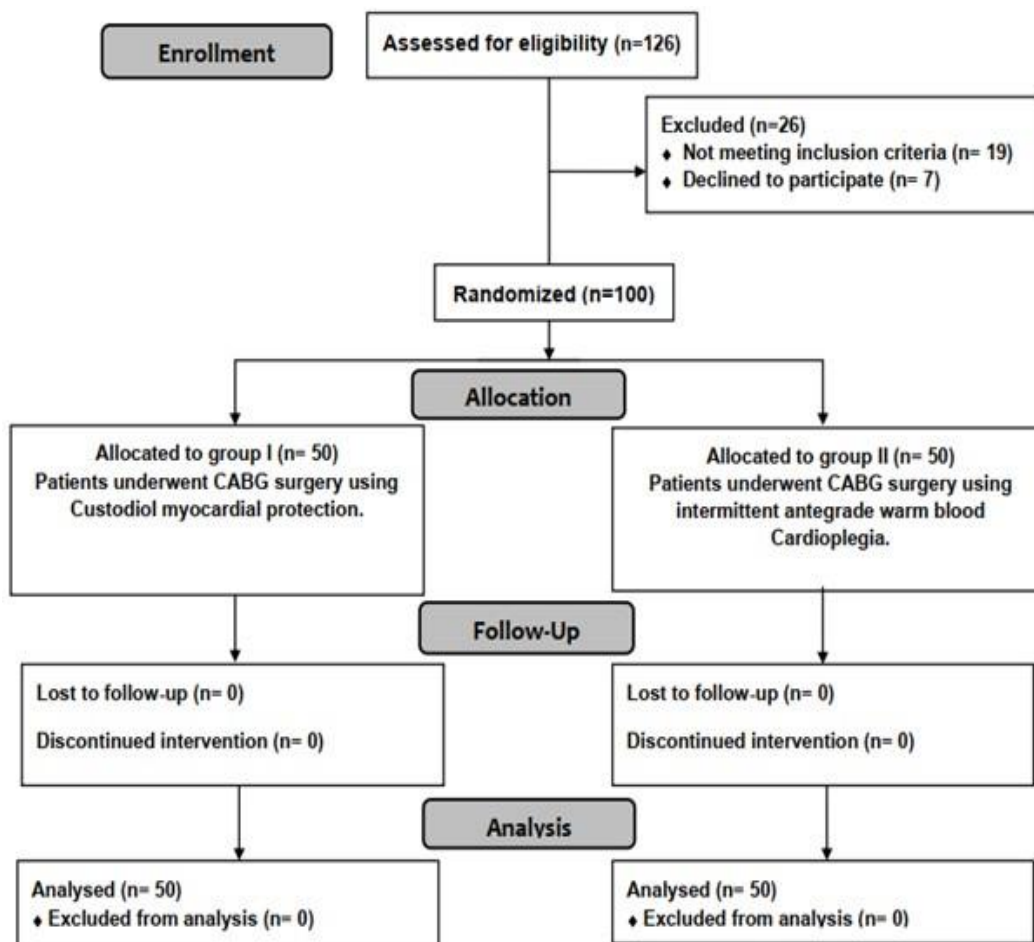 Enrollment
Assessed for eligibility (n=126)
Excluded (n=26)
♦ Not meeting inclusion criteria (n= 19)
♦ Declined to participate (n= 7)
Randomized (n=100)
Allocation
Allocated to group I (n= 50)
Patients underwent CABG surgery using
Custodiol myocardial protection.
Allocated to group II (n= 50)
Patients underwent CABG surgery using
intermittent antegrade warm blood
Cardioplegia.
Follow-Up
Lost to follow-up (n= 0)
Discontinued intervention (n= 0)
Lost to follow-up (n= 0)
Discontinued intervention (n= 0)
Analysis
Analysed (n= 50)
♦ Excluded from analysis (n= 0)
Analysed (n= 50)
♦ Excluded from analysis (n= 0)